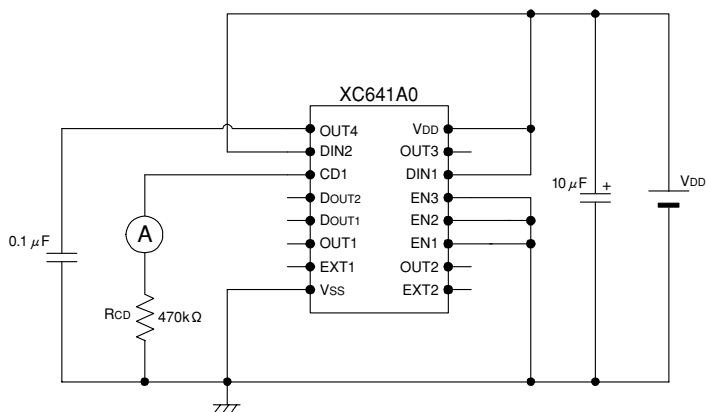 XC641A0
OUT4
VDD
DIN2
OUT3
CD1
DIN1
DOUT2
EN3
DOUT1
EN2
OUT1
EN1
EXT1
OUT2
VSS
EXT2
A
0.1 μF
RCD 470kΩ
10 μF
+
VDD